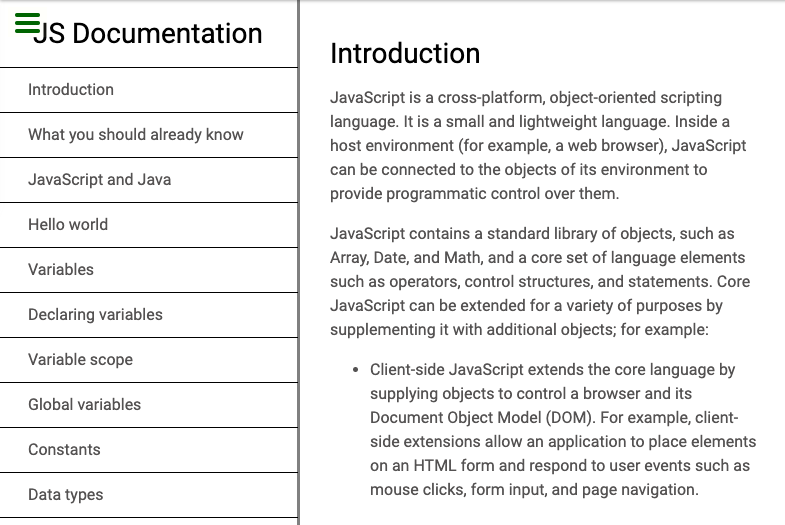 JS Documentation
Introduction
What you should already know
JavaScript and Java
Hello world
Variables
Declaring variables
Variable scope
Global variables
Constants
Data types
Introduction
JavaScript is a cross-platform, object-oriented scripting
language. It is a small and lightweight language. Inside a
host environment (for example, a web browser), JavaScript
can be connected to the objects of its environment to
provide programmatic control over them.
JavaScript contains a standard library of objects, such as
Array, Date, and Math, and a core set of language elements
such as operators, control structures, and statements. Core
JavaScript can be extended for a variety of purposes by
supplementing it with additional objects; for example:
• Client-side JavaScript extends the core language by
supplying objects to control a browser and its
Document Object Model (DOM). For example, client-
side extensions allow an application to place elements
on an HTML form and respond to user events such as
mouse clicks, form input, and page navigation.